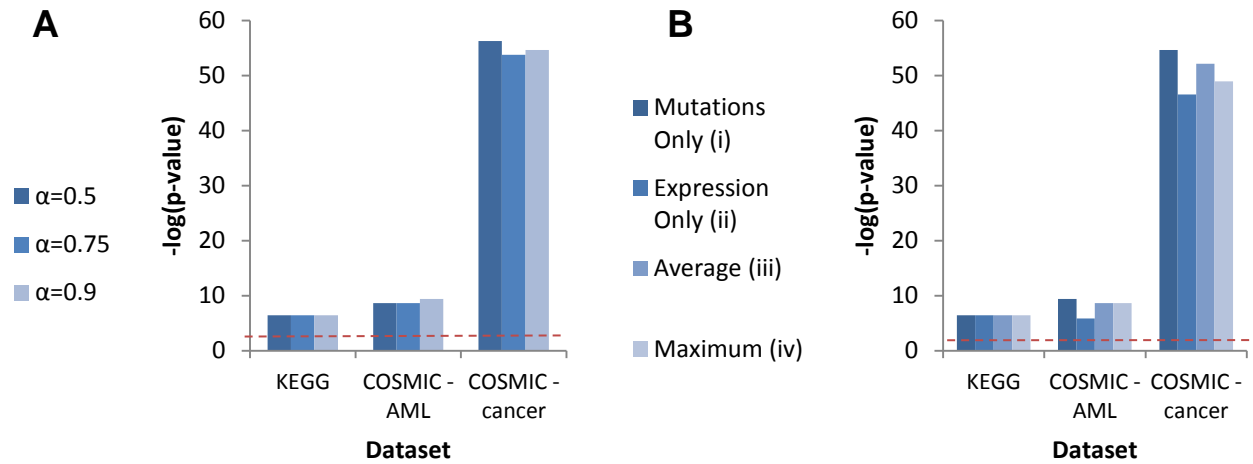 A
-log(p-value)
60
50
40
30
20
10
0
α=0.5
α=0.75
α=0.9
KEGG
COSMIC -
AML
COSMIC -
cancer
Dataset
B
Mutations
Only (i)
Expression
Only (ii)
Average (iii)
Maximum (iv)
-log(p-value)
60
50
40
30
20
10
0
KEGG
COSMIC -
AML
COSMIC -
cancer
Dataset